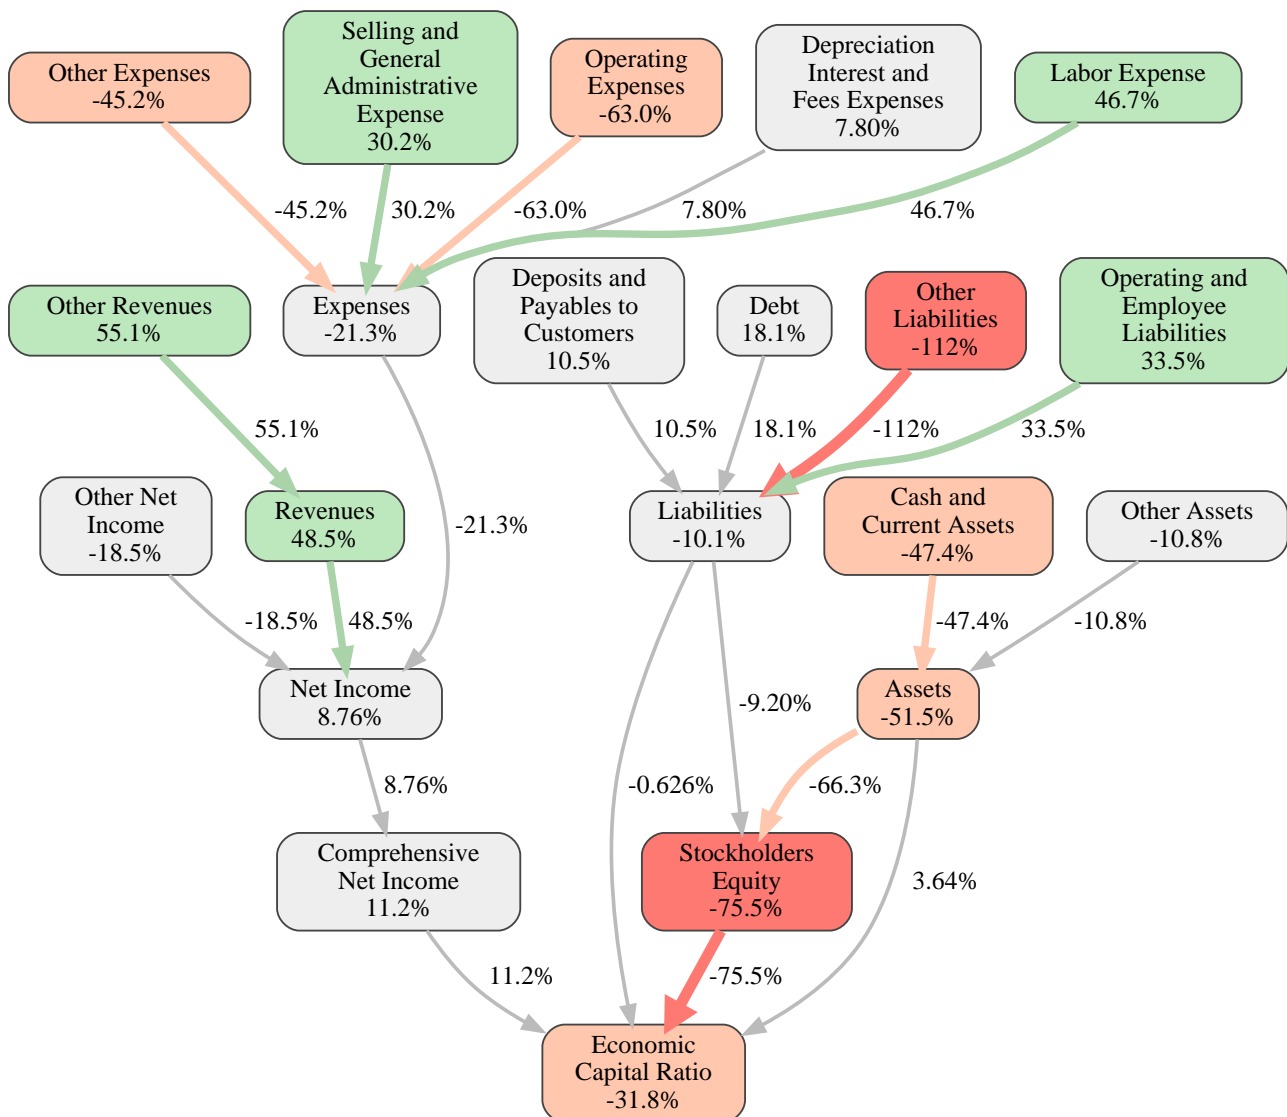 Other Expenses
-45.2%
Selling and
General
Administrative
Expense
30.2%
Operating
Expenses
-63.0%
Depreciation
Interest and
Fees Expenses
7.80%
Labor Expense
46.7%
-45.2%
30.2%
-63.0%
7.80%
46.7%
Other Revenues
55.1%
Expenses
-21.3%
Deposits and
Payables to
Customers
10.5%
Debt
18.1%
Other
Liabilities
-112%
Operating and
Employee
Liabilities
33.5%
55.1%
10.5%
18.1%
-112%
33.5%
Other Net
Income
-18.5%
Revenues
48.5%
-21.3%
Liabilities
-10.1%
Cash and
Current Assets
-47.4%
Other Assets
-10.8%
-18.5%
48.5%
-47.4%
-10.8%
Net Income
8.76%
-9.20%
Assets
-51.5%
8.76%
-0.626%
-66.3%
Comprehensive
Net Income
11.2%
Stockholders
Equity
-75.5%
3.64%
11.2%
-75.5%
Economic
Capital Ratio
-31.8%